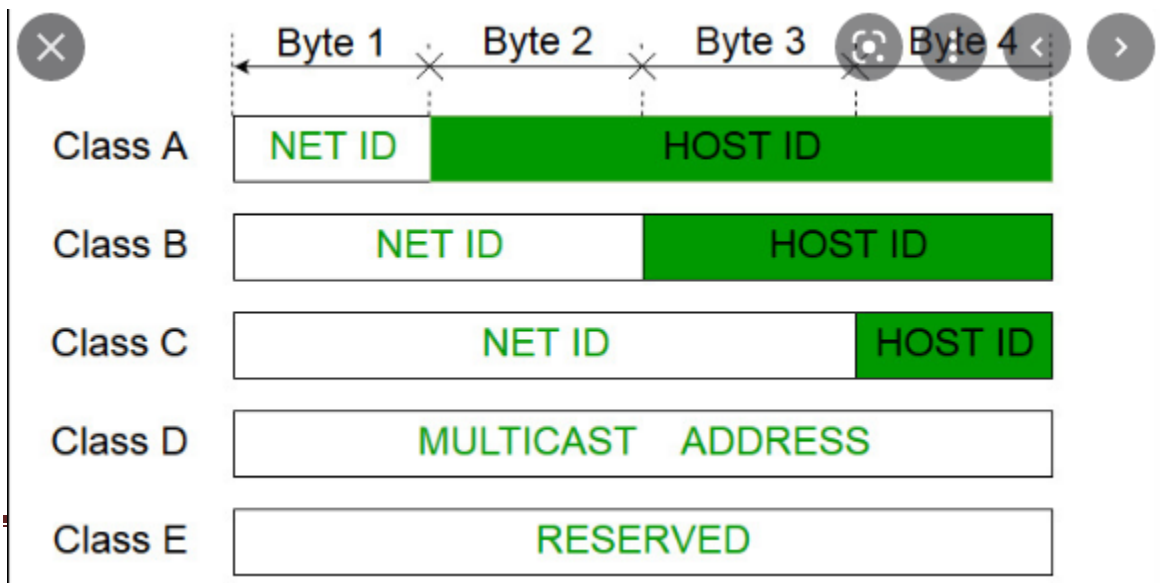 Byte 1 Byte 2 Byte 3 Byte 4
Class A NET ID HOST ID
Class B NET ID HOST ID
Class C NET ID HOST ID
Class D MULTICAST ADDRESS
Class E RESERVED